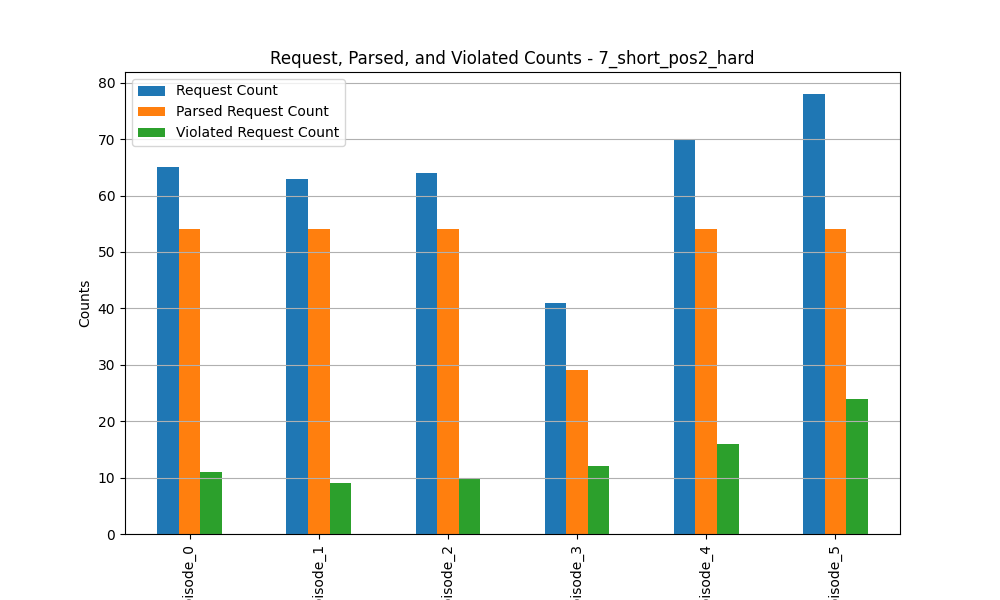 Request, Parsed, and Violated Counts - 7_short_pos2_hard
Request Count
Parsed Request Count
Violated Request Count
80
70
60
50
40
30
20
10
0
Counts
isode_0
isode_1
isode_2
isode_3
isode_4
isode_5